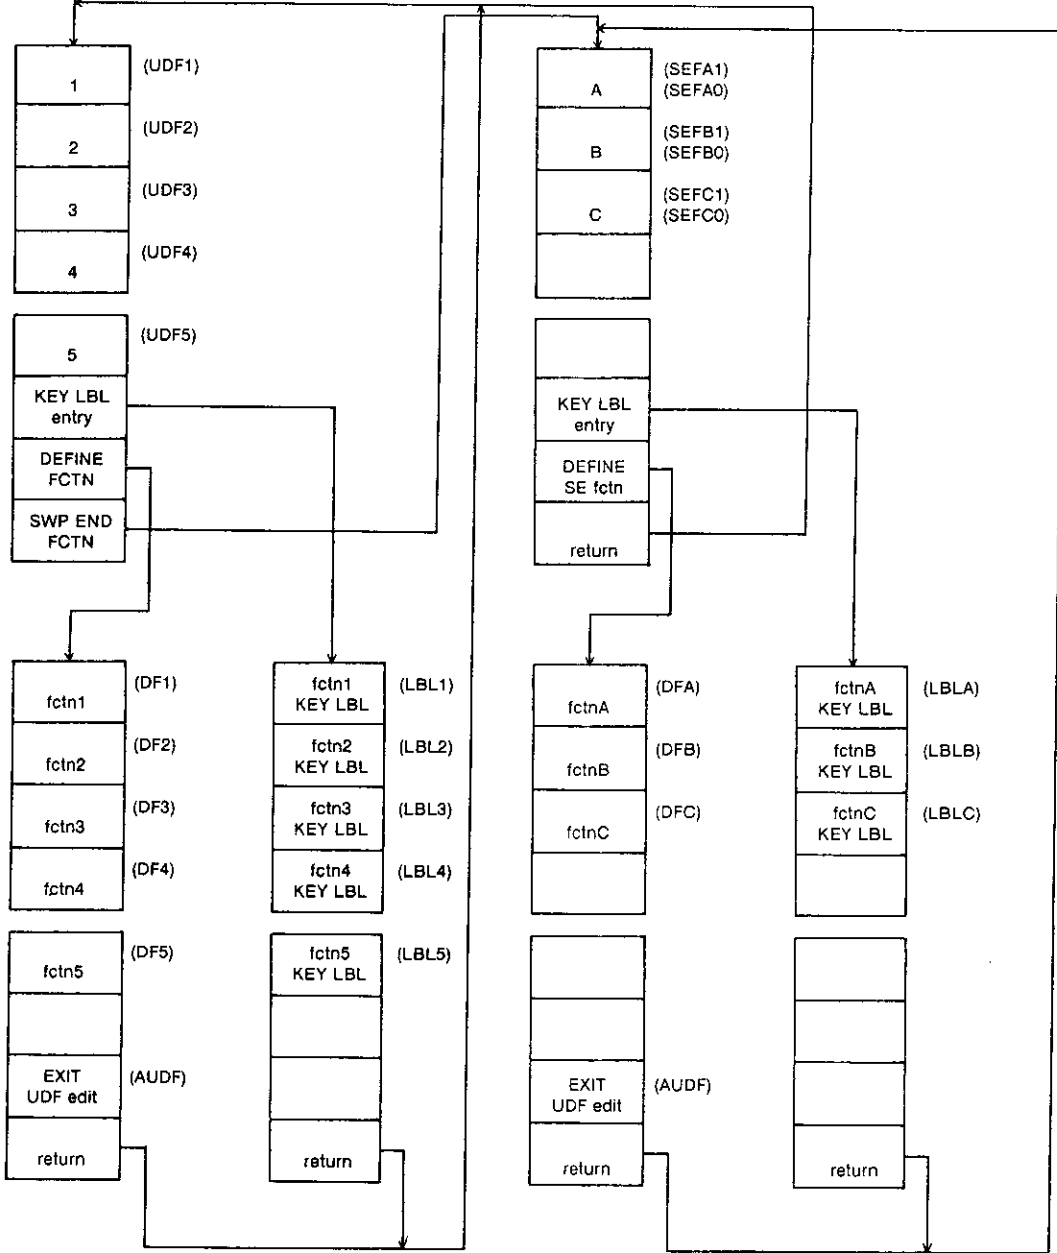 1
(UDF1)
2
(UDF2)
3
(UDF3)
4
(UDF4)
5
(UDF5)
KEY LBL
entry
DEFINE
FCTN
SWP END
FCTN
A
(SEFA1)
(SEFA0)
B
(SEFB1)
(SEFB0)
C
(SEFC1)
(SEFC0)
KEY LBL
entry
DEFINE
SE fctn
return
fctn1
(DF1)
fctn2
(DF2)
fctn3
(DF3)
fctn4
(DF4)
fctn5
(DF5)
EXIT
UDF edit
(AUDF)
return
fctn1
KEY LBL
(LBL1)
fctn2
KEY LBL
(LBL2)
fctn3
KEY LBL
(LBL3)
fctn4
KEY LBL
(LBL4)
fctn5
KEY LBL
(LBL5)
return
fctnA
(DFA)
fctnB
(DFB)
fctnC
(DFC)
EXIT
UDF edit
(AUDF)
return
fctnA
KEY LBL
(LBLA)
fctnB
KEY LBL
(LBLB)
fctnC
KEY LBL
(LBLC)
return